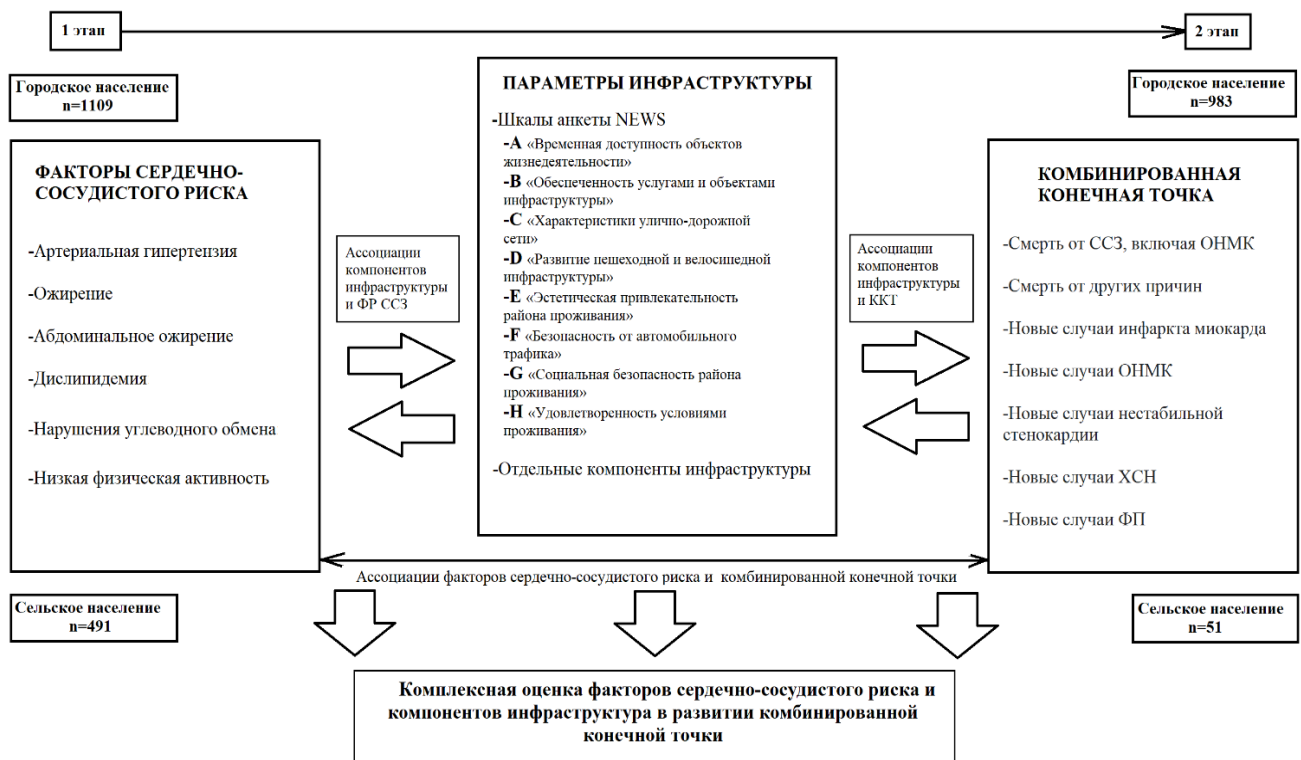 1 этап
2 этап
Городское население
n=1109
Городское население
n=983
ФАКТОРЫ СЕРДЕЧНО-
СОСУДИСТОГО РИСКА
-Артериальная гипертензия
-Ожирение
-Абдоминальное ожирение
-Дислипидемия
-Нарушения углеводного обмена
-Низкая физическая активность
Ассоциации
компонентов
инфраструктуры
и ФР ССЗ
ПАРАМЕТРЫ ИНФРАСТРУКТУРЫ
-Шкалы анкеты NEWS
-A «Временная доступность объектов
жизнедеятельности»
-B «Обеспеченность услугами и объектами
инфраструктуры»
-C «Характеристики улично-дорожной
сети»
-D «Развитие пешеходной и велосипедной
инфраструктуры»
-E «Эстетическая привлекательность
района проживания»
-F «Безопасность от автомобильного
трафика»
-G «Социальная безопасность района
проживания»
-H «Удовлетворенность условиями
проживания»
-Отдельные компоненты инфраструктуры
Ассоциации
компонентов
инфраструктуры
и ККТ
КОМБИНИРОВАННАЯ
КОНЕЧНАЯ ТОЧКА
-Смерть от ССЗ, включая ОНМК
-Смерть от других причин
-Новые случаи инфаркта миокарда
-Новые случаи ОНМК
-Новые случаи нестабильной
стенокардии
-Новые случаи ХСН
-Новые случаи ФП
Ассоциации факторов сердечно-сосудистого риска и комбинированной конечной точки
Сельское население
n=491
Сельское население
n=51
Комплексная оценка факторов сердечно-сосудистого риска и
компонентов инфраструктура в развитии комбинированной
конечной точки